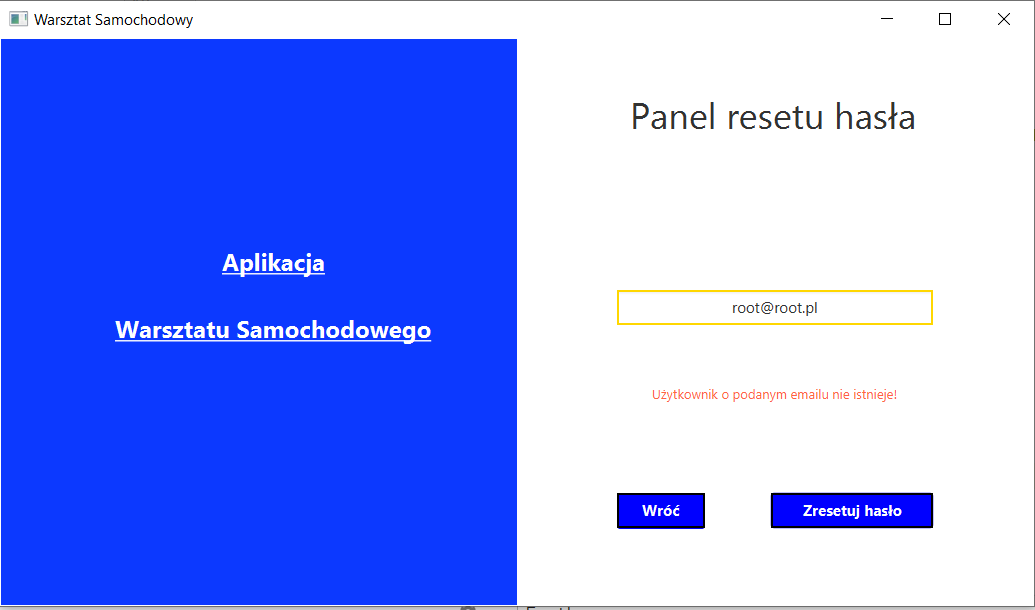 Warsztat Samochodowy
Aplikacja
Warsztatu Samochodowego
Panel resetu hasła
root@root.pl
Użytkownik o podanym emailu nie istnieje!
Wróć
Zresetuj hasło